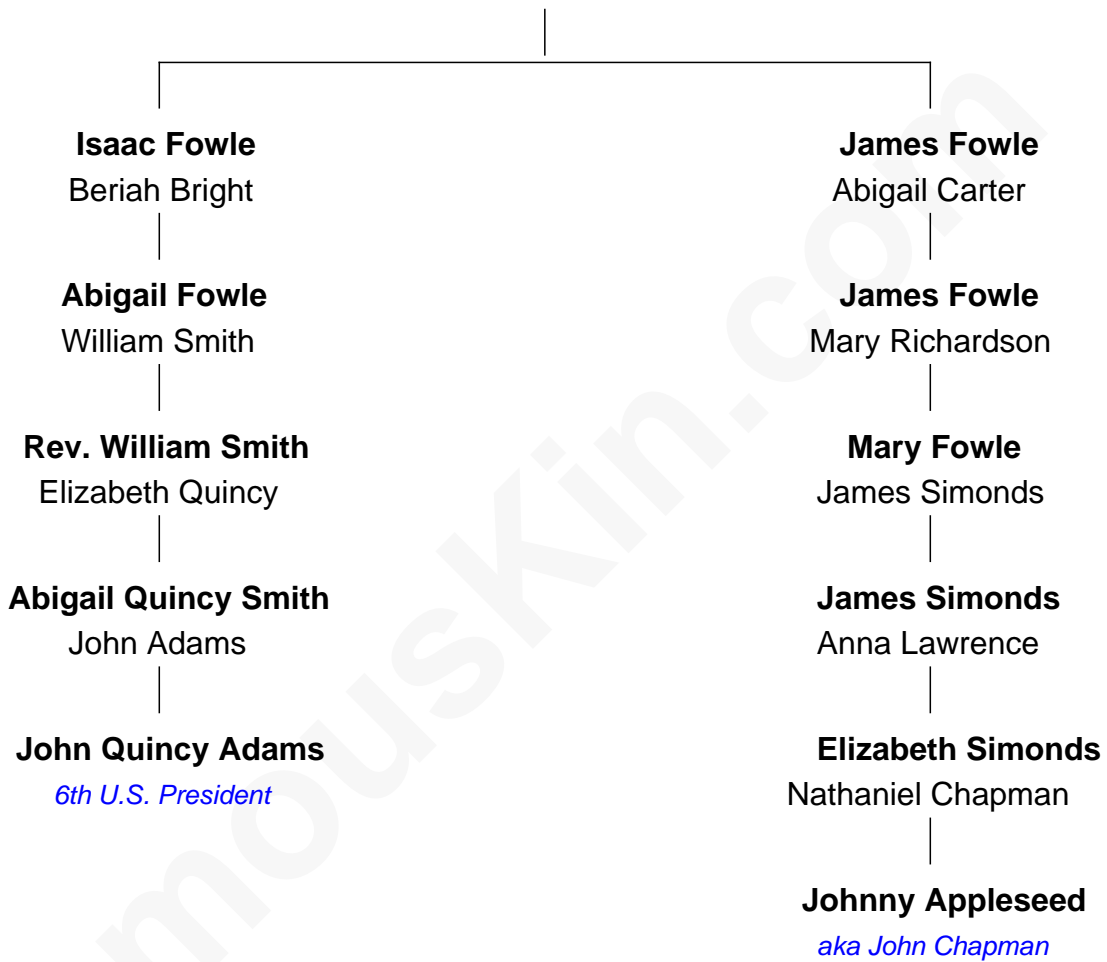 Isaac Fowle
Beriah Bright
Abigail Fowle
William Smith
Rev. William Smith
Elizabeth Quincy
Abigail Quincy Smith
John Adams
John Quincy Adams
6th U.S. President
James Fowle
Abigail Carter
James Fowle
Mary Richardson
Mary Fowle
James Simonds
James Simonds
Anna Lawrence
Elizabeth Simonds
Nathaniel Chapman
Johnny Appleseed
aka John Chapman
mouskin.com